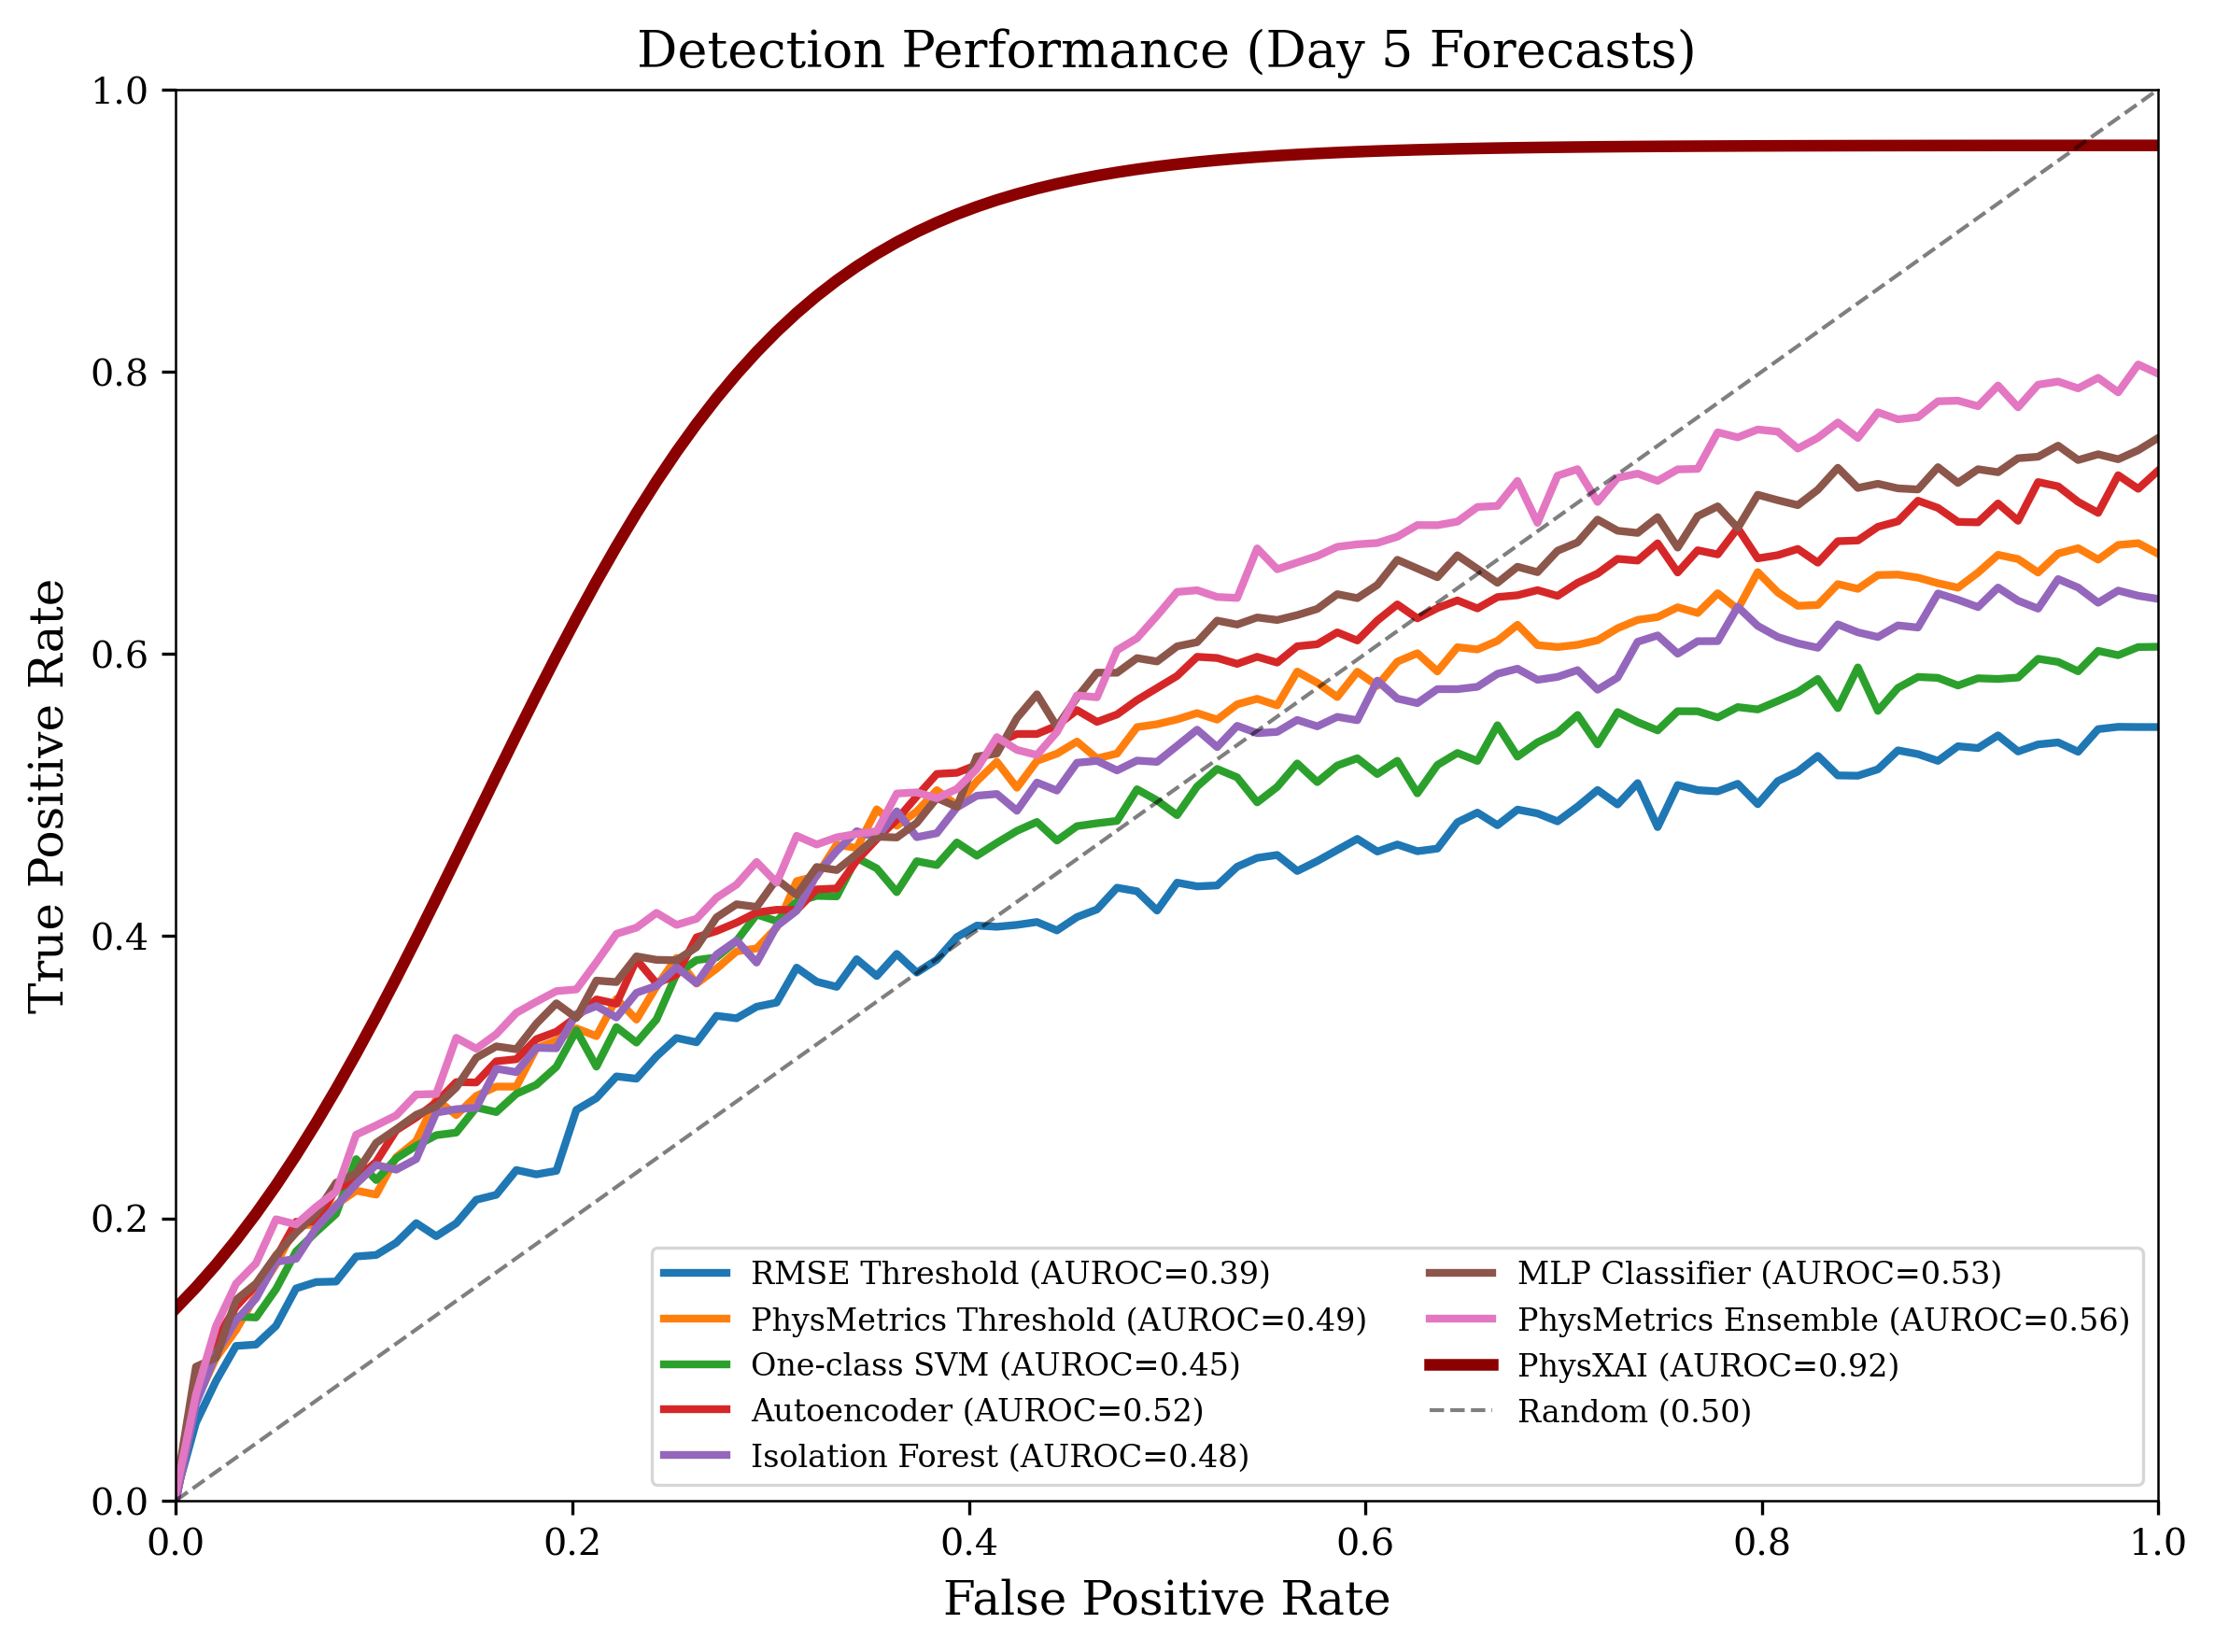 Detection Performance (Day 5 Forecasts)
True Positive Rate
1.0
0.8
0.6
0.4
0.2
0.0
RMSE Threshold (AUROC=0.39)
PhysMetrics Threshold (AUROC=0.49)
One-class SVM (AUROC=0.45)
Autoencoder (AUROC=0.52)
Isolation Forest (AUROC=0.48)
MLP Classifier (AUROC=0.53)
PhysMetrics Ensemble (AUROC=0.56)
PhysXAI (AUROC=0.92)
Random (0.50)
0.0 0.2 0.4 0.6 0.8 1.0
False Positive Rate